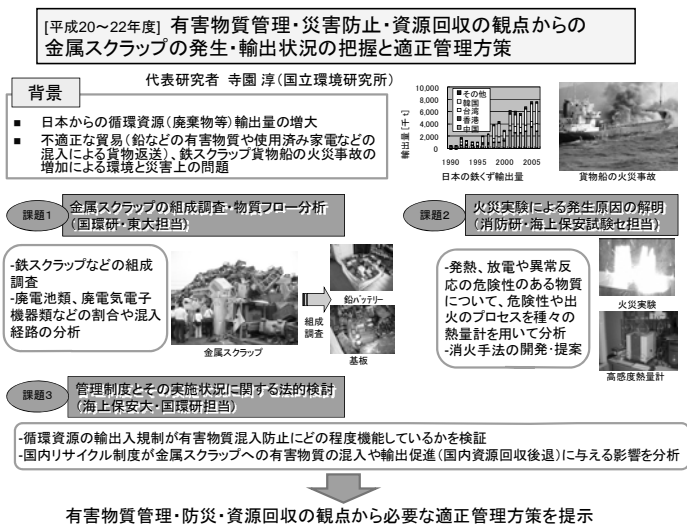 [平成20～22年度] 有害物質管理・災害防止・資源回収の観点からの
金属スクラップの発生・輸出状況の把握と適正管理方策
代表研究者 寺園 淳(国立環境研究所)
背景
■ 日本からの循環資源(廃棄物等)輸出量の増大
■ 不適正な貿易(鉛などの有害物質や使用済み家電などの
混入による貨物返送)、鉄スクラップ貨物船の火災事故の
増加による環境と災害上の問題
輸出量[千t]
10,000
8,000
6,000
4,000
2,000
0
その他
韓国
台湾
香港
中国
1990 1995 2000 2005
日本の鉄くず輸出量
貨物船の火災事故
課題1
金属スクラップの組成調査・物質フロー分析
(国環研・東大担当)
-鉄スクラップなどの組成
調査
-廃電池類、廃電気電子
機器類などの割合や混入
経路の分析
金属スクラップ
組成
調査
鉛バッテリー
基板
課題2
火災実験による発生原因の解明
(消防研・海上保安試験セ担当)
-発熱、放電や異常反
応の危険性のある物質
について、危険性や出
火のプロセスを種々の
熱量計を用いて分析
-消火手法の開発・提案
火災実験
高感度熱量計
課題3
管理制度とその実施状況に関する法的検討
(海上保安大・国環研担当)
-循環資源の輸出入規制が有害物質混入防止にどの程度機能しているかを検証
-国内リサイクル制度が金属スクラップへの有害物質の混入や輸出促進(国内資源回収後退)に与える影響を分析
有害物質管理・防災・資源回収の観点から必要な適正管理方策を提示